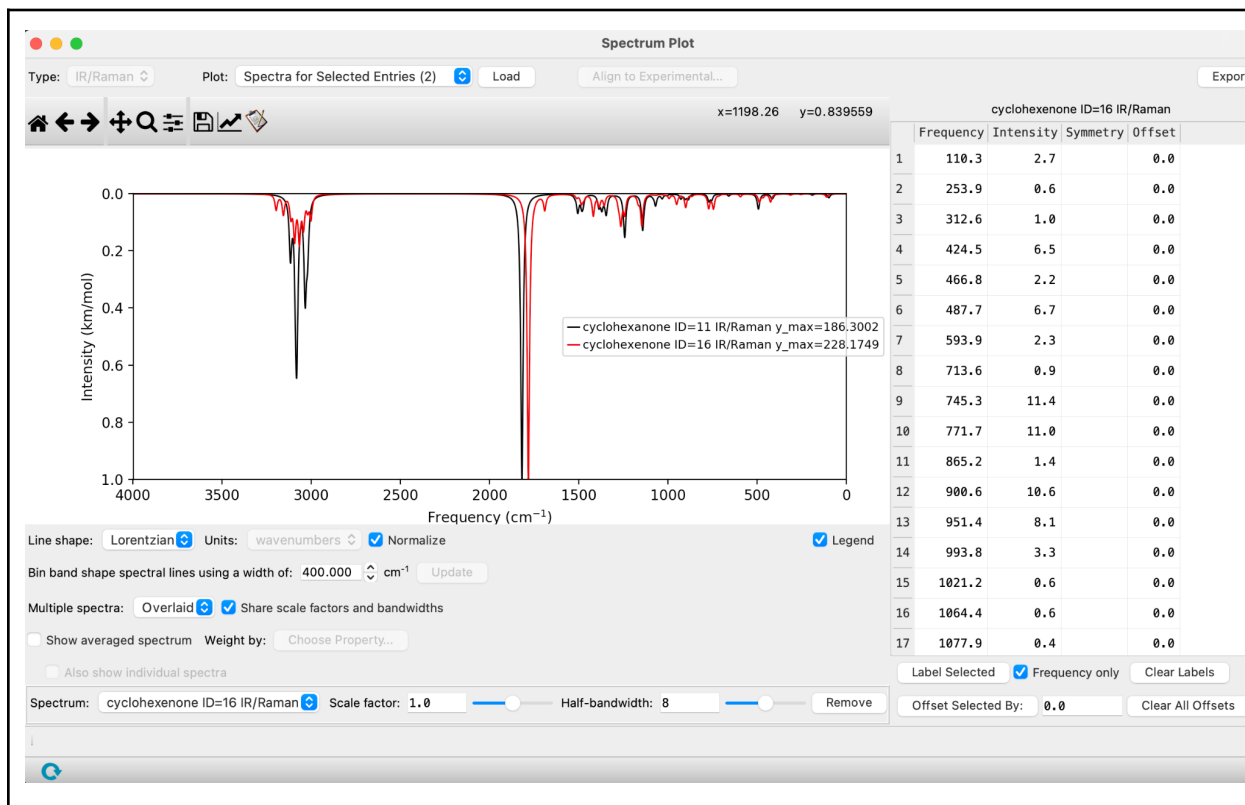 Spectrum Plot
Type: IR/Raman Plot: Spectra for Selected Entries (2) Load Align to Experimental... Expor
x=1198.26 y=0.839559
cyclohexenone ID=16 IR/Raman
Frequency Intensity Symmetry Offset
1 110.3 2.7 0.0
2 253.9 0.6 0.0
3 312.6 1.0 0.0
4 424.5 6.5 0.0
5 466.8 2.2 0.0
6 487.7 6.7 0.0
7 593.9 2.3 0.0
8 713.6 0.9 0.0
9 745.3 11.4 0.0
10 771.7 11.0 0.0
11 865.2 1.4 0.0
12 900.6 10.6 0.0
13 951.4 8.1 0.0
14 993.8 3.3 0.0
15 1021.2 0.6 0.0
16 1064.4 0.6 0.0
17 1077.9 0.4 0.0
Intensity (km/mol)
0.0
0.2
0.4
0.6
0.8
1.0
cyclohexanone ID=11 IR/Raman y_max=186.3002
cyclohexenone ID=16 IR/Raman y_max=228.1749
4000 3500 3000 2500 2000 1500 1000 500 0
Frequency (cm⁻¹)
Line shape: Lorentzian Units: wavenumbers Normalize Legend
Bin band shape spectral lines using a width of: 400.000 cm⁻¹ Update
Multiple spectra: Overlaid Share scale factors and bandwidths
Show averaged spectrum Weight by: Choose Property...
Also show individual spectra
Label Selected Frequency only Clear Labels
Spectrum: cyclohexenone ID=16 IR/Raman Scale factor: 1.0 Half-bandwidth: 8 Remove
Offset Selected By: 0.0 Clear All Offsets